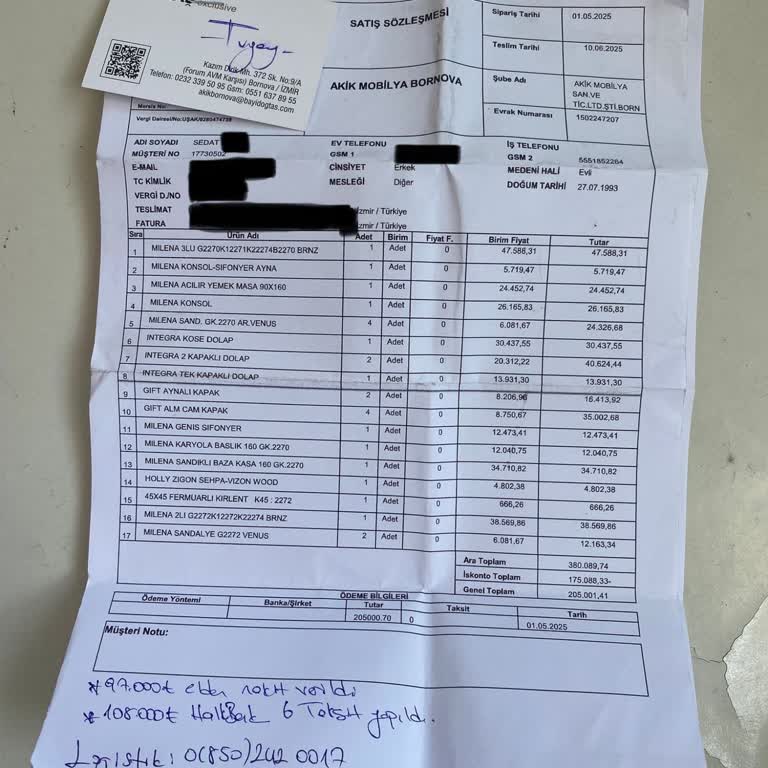 exclusive
Tugay
Kazım Dirik Mh. 372 Sk. No:9/A
(Forum AVM Karşısı) Bornova / İZMİR
Telefon: 0232 339 50 95 Gsm: 0551 637 89 55
akikbornova@bayidogtas.com
SATIŞ SÖZLEŞMESİ
AKİK MOBİLYA BORNOVA
Sipariş Tarihi 01.05.2025
Teslim Tarihi 10.06.2025
Şube Adı AKİK MOBİLYA SAN.VE TİC.LTD.ŞTİ.BORN
Evrak Numarası 1502247207
Mersis No:
Vergi Dairesi/No:UŞAK/
ADI SOYADI SEDAT EV TELEFONU İŞ TELEFONU
MÜŞTERİ NO 17730502 GSM 1 GSM 2 5551852264
E-MAIL CİNSİYET Erkek MEDENİ HALİ Evli
TC KİMLİK MESLEĞİ Diğer DOĞUM TARİHİ 27.07.1993
VERGİ D./NO
TESLİMAT İzmir / Türkiye
FATURA İzmir / Türkiye
Sıra Ürün Adı Adet Birim Fiyat F. Birim Fiyat Tutar
1 MILENA 3LU G2270K12271K22274B2270 BRNZ 1 Adet 0 47.588,31 47.588,31
2 MILENA KONSOL-SIFONYER AYNA 1 Adet 0 5.719,47 5.719,47
3 MILENA ACILIR YEMEK MASA 90X160 1 Adet 0 24.452,74 24.452,74
4 MILENA KONSOL 1 Adet 0 26.165,83 26.165,83
5 MILENA SAND. GK.2270 AR.VENUS 4 Adet 0 6.081,67 24.326,68
6 INTEGRA KOSE DOLAP 1 Adet 0 30.437,55 30.437,55
7 INTEGRA 2 KAPAKLI DOLAP 2 Adet 0 20.312,22 40.624,44
8 INTEGRA TEK KAPAKLI DOLAP 1 Adet 0 13.931,30 13.931,30
9 GIFT AYNALI KAPAK 2 Adet 0 8.206,96 16.413,92
10 GIFT ALM CAM KAPAK 4 Adet 0 8.750,67 35.002,68
11 MILENA GENIS SIFONYER 1 Adet 0 12.473,41 12.473,41
12 MILENA KARYOLA BASLIK 160 GK.2270 1 Adet 0 12.040,75 12.040,75
13 MILENA SANDIKLI BAZA KASA 160 GK.2270 1 Adet 0 34.710,82 34.710,82
14 HOLLY ZIGON SEHPA-VIZON WOOD 1 Adet 0 4.802,38 4.802,38
15 45X45 FERMUARLI KIRLENT K45 : 2272 1 Adet 0 666,26 666,26
16 MILENA 2LI G2272K12272K22274 BRNZ 1 Adet 0 38.569,86 38.569,86
17 MILENA SANDALYE G2272 VENUS 2 Adet 0 6.081,67 12.163,34
Ara Toplam 380.089,74
İskonto Toplam 175.088,33-
Genel Toplam 205.001,41
ÖDEME BİLGİLERİ
Ödeme Yöntemi Banka/Şirket Tutar Taksit Tarih
205000.70 0 01.05.2025
Müşteri Notu:
* 97.000₺ elden nakit verildi
* 108.000₺ Halkbak 6 Taksit yapıldı.
Lojistik : 0(850) 242 0017